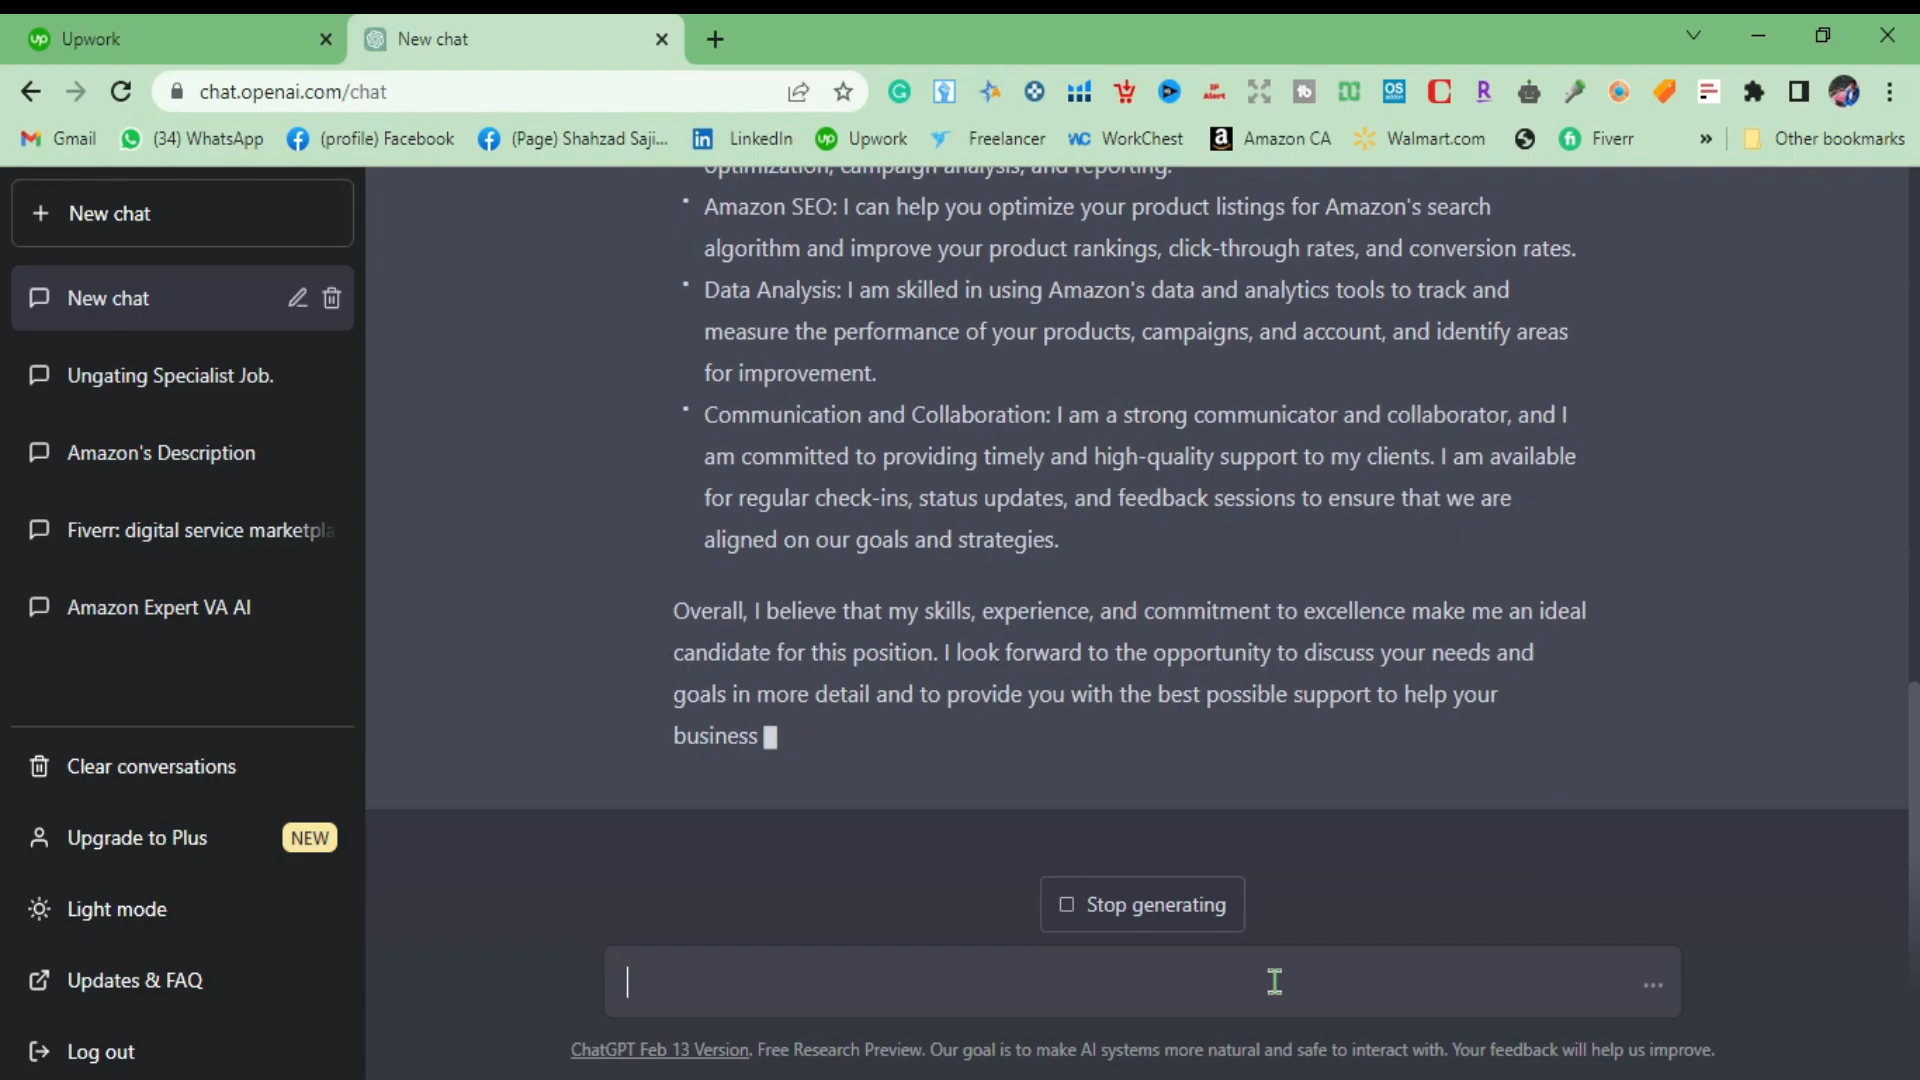 Upwork
New chat
chat.openai.com/chat
Gmail
(34) WhatsApp
(profile) Facebook
(Page) Shahzad Saji...
LinkedIn
Upwork
Freelancer
WorkChest
Amazon CA
Walmart.com
Fiverr
Other bookmarks
New chat
New chat
Ungating Specialist Job.
Amazon's Description
Fiverr: digital service marketpla
Amazon Expert VA AI
Clear conversations
Upgrade to Plus NEW
Light mode
Updates & FAQ
Log out
optimization, campaign analysis, and reporting.
• Amazon SEO: I can help you optimize your product listings for Amazon's search
algorithm and improve your product rankings, click-through rates, and conversion rates.
• Data Analysis: I am skilled in using Amazon's data and analytics tools to track and
measure the performance of your products, campaigns, and account, and identify areas
for improvement.
• Communication and Collaboration: I am a strong communicator and collaborator, and I
am committed to providing timely and high-quality support to my clients. I am available
for regular check-ins, status updates, and feedback sessions to ensure that we are
aligned on our goals and strategies.
Overall, I believe that my skills, experience, and commitment to excellence make me an ideal
candidate for this position. I look forward to the opportunity to discuss your needs and
goals in more detail and to provide you with the best possible support to help your
business
Stop generating
ChatGPT Feb 13 Version. Free Research Preview. Our goal is to make AI systems more natural and safe to interact with. Your feedback will help us improve.